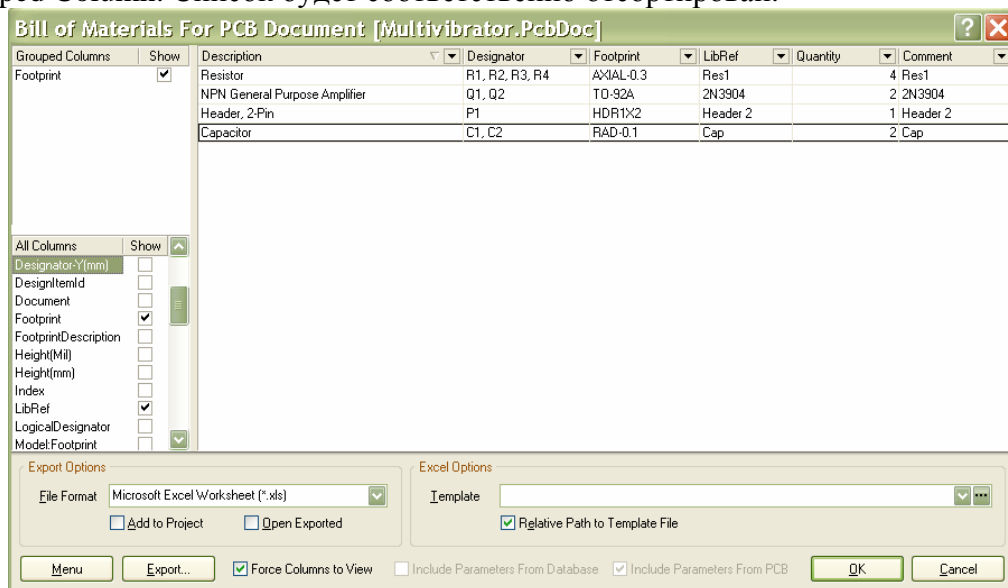 ped Column. Список будет соответственно отсортирован.
Bill of Materials For PCB Document [Multivibrator.PcbDoc]
Grouped Columns Show Description Designator Footprint LibRef Quantity Comment
Footprint Resistor R1, R2, R3, R4 AXIAL-0.3 Res1 4 Res1
NPN General Purpose Amplifier Q1, Q2 TO-92A 2N3904 2 2N3904
Header, 2-Pin P1 HDR1X2 Header 2 1 Header 2
Capacitor C1, C2 RAD-0.1 Cap 2 Cap
All Columns Show
Designator-Y(mm)
DesignItemId
Document
Footprint
FootprintDescription
Height(Mil)
Height(mm)
Index
LibRef
LogicalDesignator
Model:Footprint
Export Options Excel Options
File Format Microsoft Excel Worksheet (*.xls) Template
Add to Project Open Exported Relative Path to Template File
Menu Export... Force Columns to View Include Parameters From Database Include Parameters From PCB OK Cancel